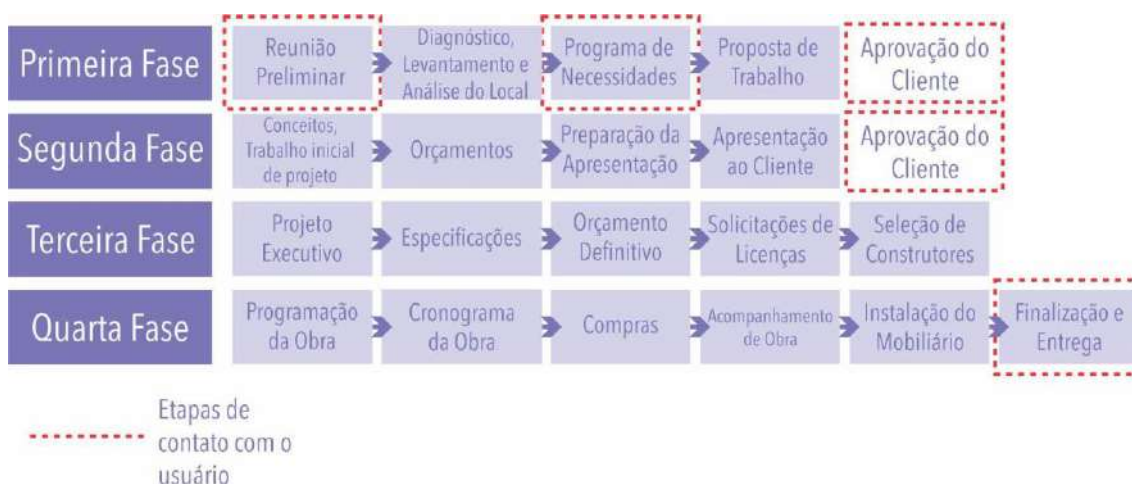 Primeira Fase
Reunião
Preliminar
Diagnóstico,
Levantamento e
Análise do Local
Programa de
Necessidades
Proposta de
Trabalho
Aprovação do
Cliente
Segunda Fase
Conceitos,
Trabalho inicial
de projeto
Orçamentos
Preparação da
Apresentação
Apresentação
ao Cliente
Aprovação do
Cliente
Terceira Fase
Projeto
Executivo
Especificações
Orçamento
Definitivo
Solicitações de
Licenças
Seleção de
Construtores
Quarta Fase
Programação
da Obra
Cronograma
da Obra
Compras
Acompanhamento
de Obra
Instalação do
Mobiliário
Finalização e
Entrega
Etapas de
contato com o
usuário